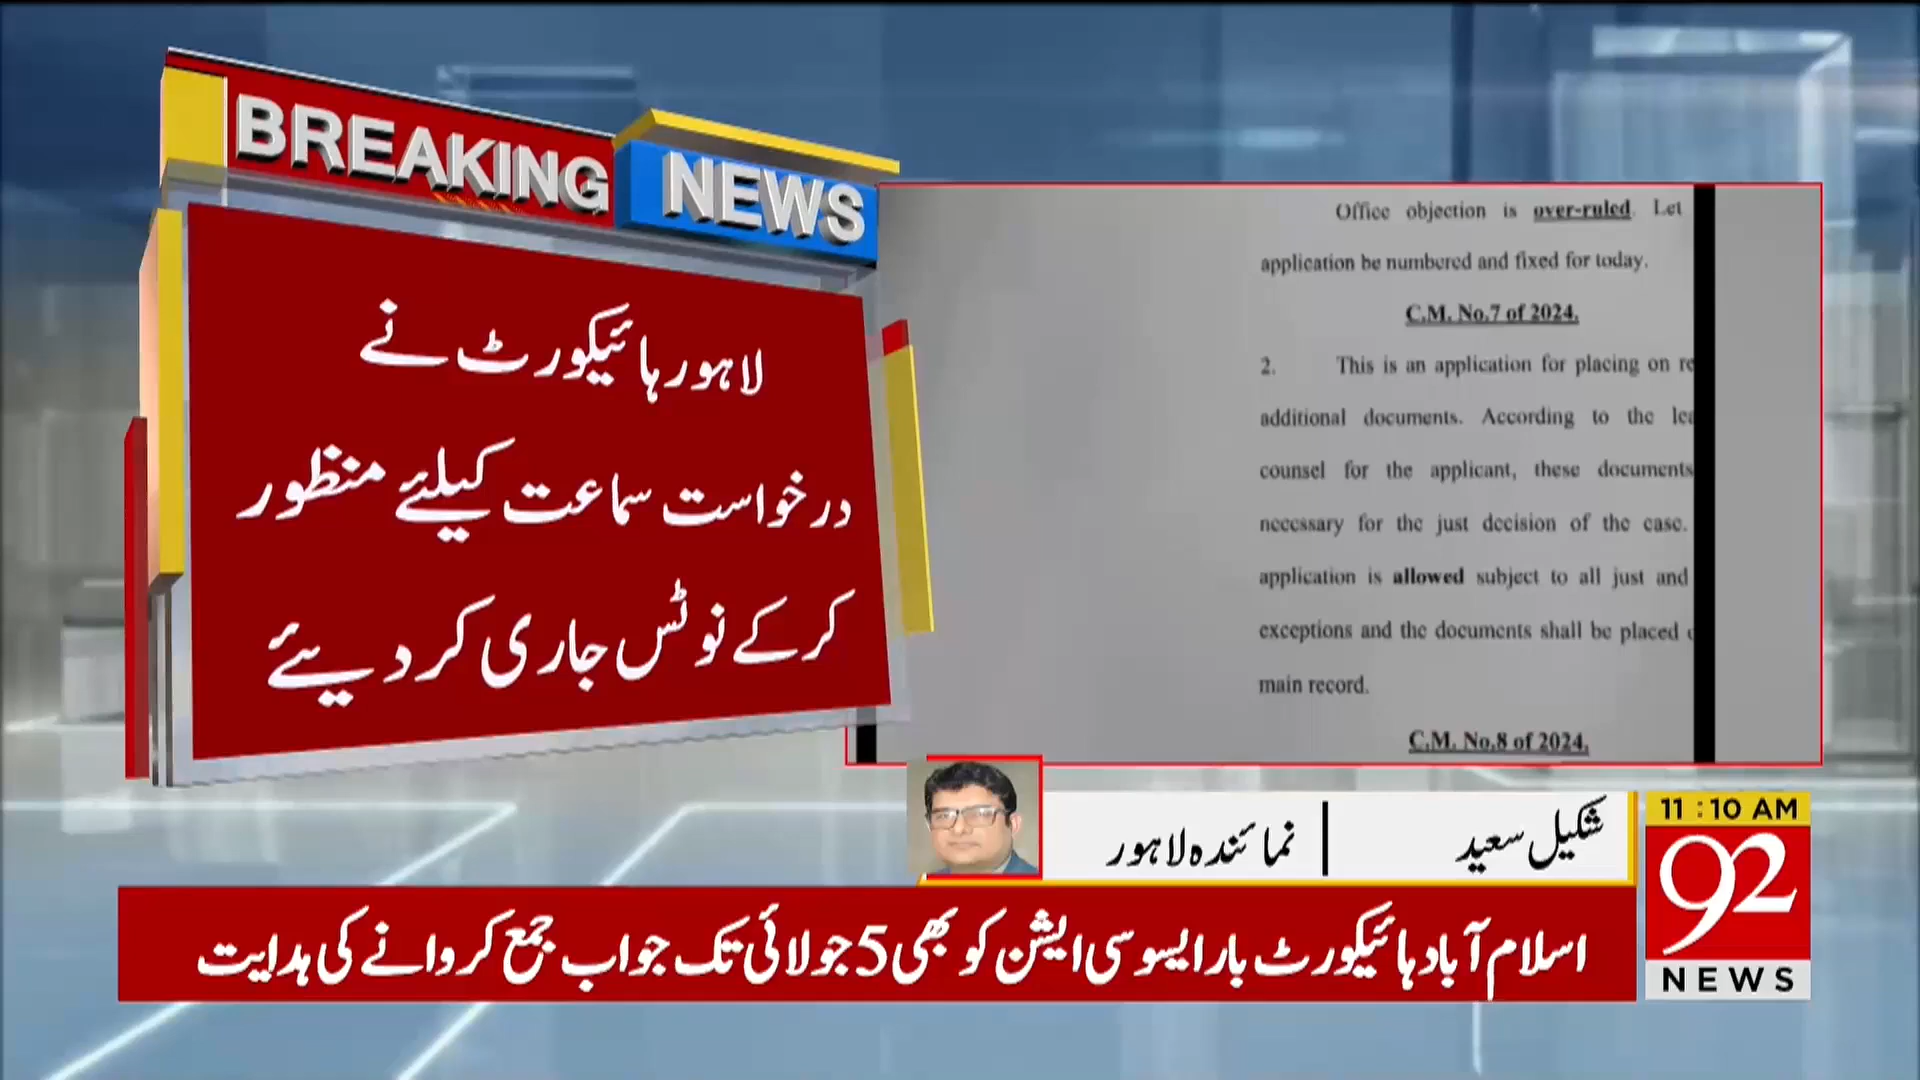 BREAKING NEWS
لاہور ہائیکورٹ نے
درخواست سماعت کیلئے منظور
کر کے نوٹس جاری کر دیئے
Office objection is over-ruled. Let
application be numbered and fixed for today.
C.M. No.7 of 2024.
2. This is an application for placing on re
additional documents. According to the lea
counsel for the applicant, these documents
necessary for the just decision of the case.
application is allowed subject to all just and
exceptions and the documents shall be placed
main record.
C.M. No.8 of 2024.
شکیل سعید | نمائندہ لاہور
11:10 AM
92
NEWS
اسلام آباد ہائیکورٹ بار ایسوسی ایشن کو بھی 5 جولائی تک جواب جمع کروانے کی ہدایت